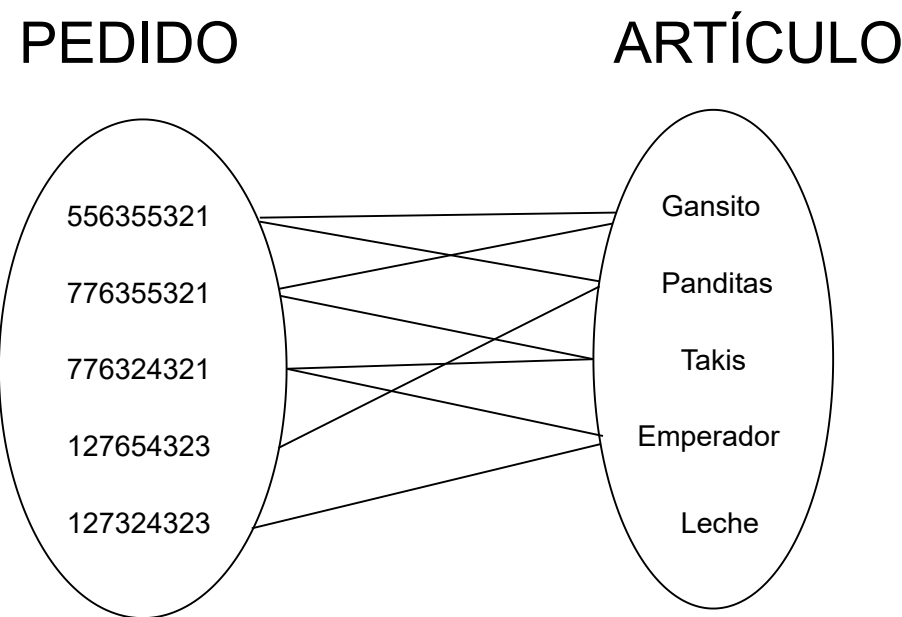 PEDIDO
ARTÍCULO
556355321
776355321
776324321
127654323
127324323
Gansito
Panditas
Takis
Emperador
Leche